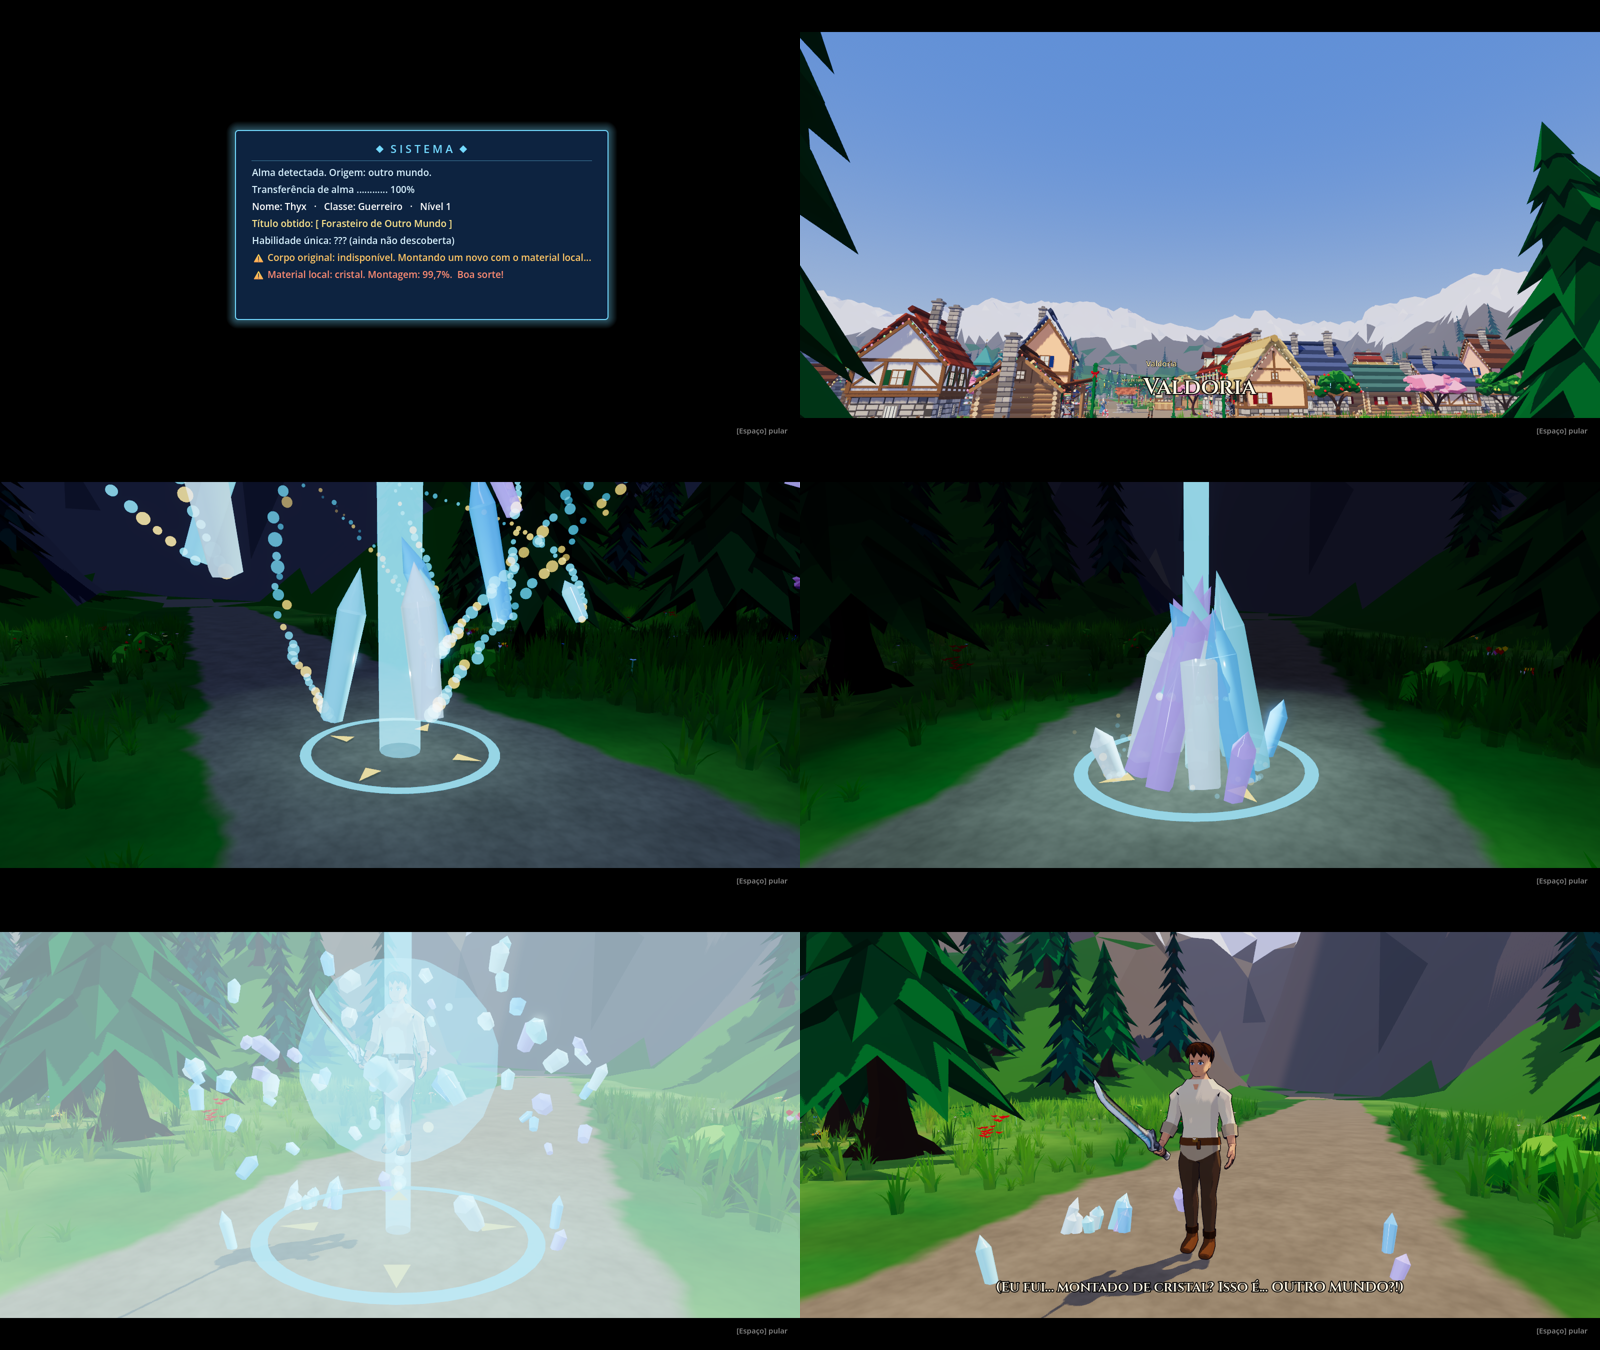 ◆ SISTEMA ◆
Alma detectada. Origem: outro mundo.
Transferência de alma ............ 100%
Nome: Thyx · Classe: Guerreiro · Nível 1
Título obtido: [ Forasteiro de Outro Mundo ]
Habilidade única: ??? (ainda não descoberta)
⚠ Corpo original: indisponível. Montando um novo com o material local...
⚠ Material local: cristal. Montagem: 99,7%. Boa sorte!
[Espaço] pular
Valdoria
VALDORIA
[Espaço] pular
[Espaço] pular
[Espaço] pular
[Espaço] pular
(EU FUI... MONTADO DE CRISTAL? ISSO É... OUTRO MUNDO?!)
[Espaço] pular